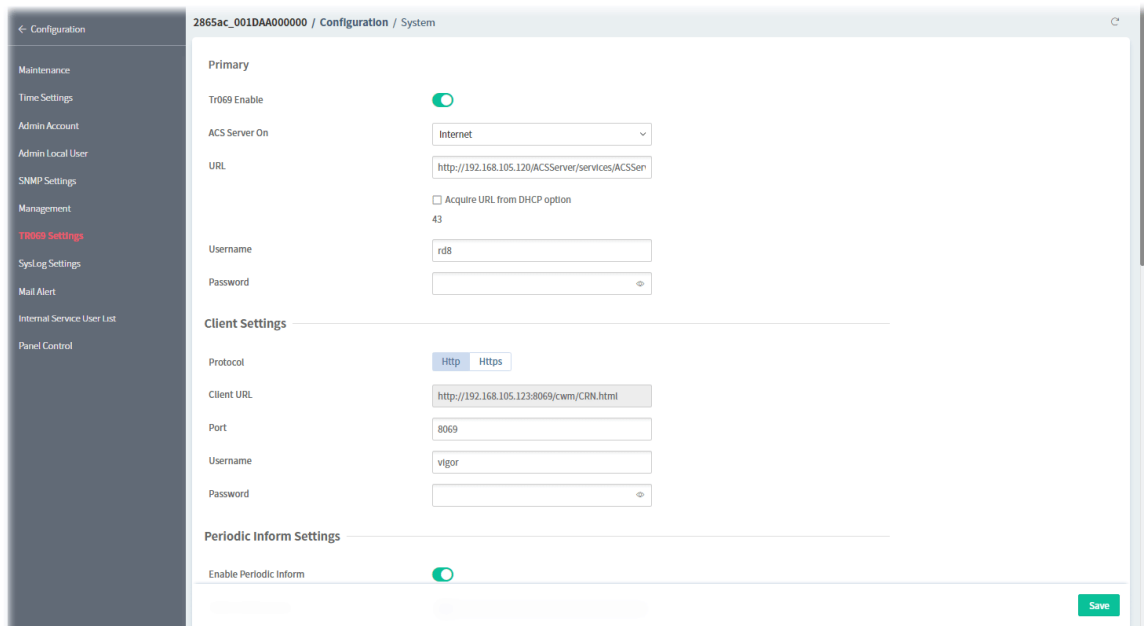 ← Configuration
Maintenance
Time Settings
Admin Account
Admin Local User
SNMP Settings
Management
TR069 Settings
SysLog Settings
Mail Alert
Internal Service User List
Panel Control
2865ac_001DAA000000 / Configuration / System
Primary
Tr069 Enable
ACS Server On Internet
URL http://192.168.105.120/ACSServer/services/ACSSer
Acquire URL from DHCP option
43
Username rd8
Password
Client Settings
Protocol Http Https
Client URL http://192.168.105.123:8069/cwm/CRN.html
Port 8069
Username vigor
Password
Periodic Inform Settings
Enable Periodic Inform
Save